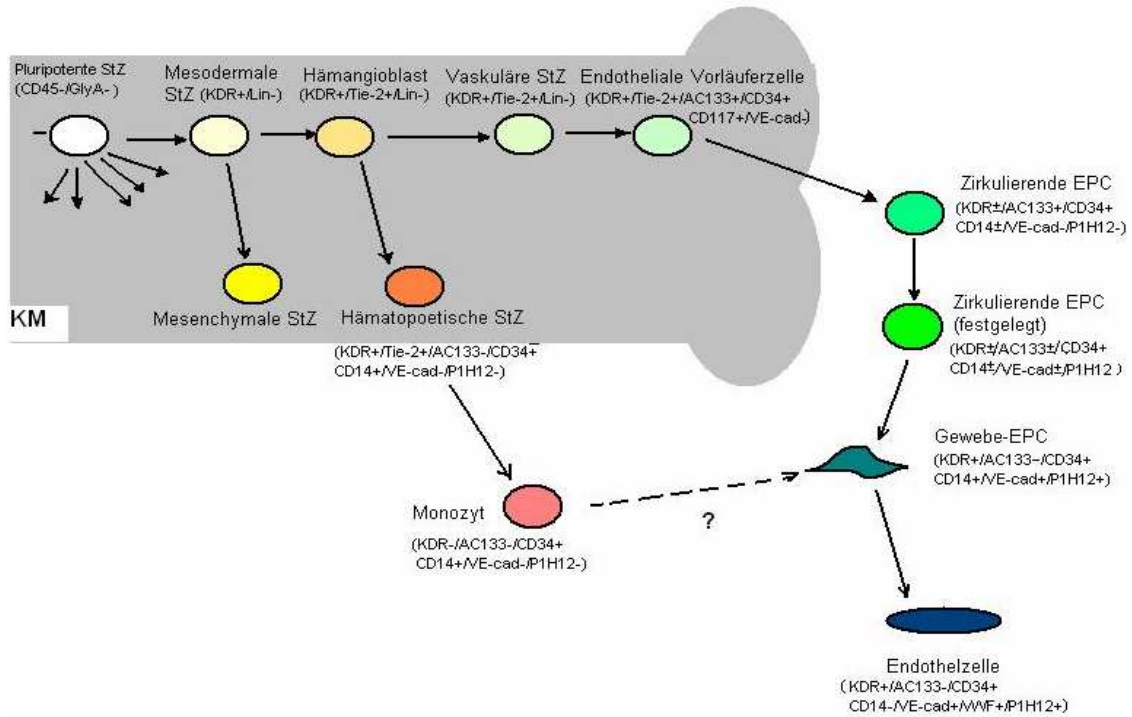 Pluripotente StZ
(CD45-/GlyA-)
Mesodermale
StZ (KDR+/Lin-)
Hämangioblast
(KDR+/Tie-2+/Lin-)
Vaskuläre StZ
(KDR+/Tie-2+/Lin-)
Endotheliale Vorläuferzelle
(KDR+/Tie-2+/AC133+/CD34+
CD117+/VE-cad-)
Zirkulierende EPC
(KDR±/AC133+/CD34+
CD14±/VE-cad-/P1H12-)
Mesenchymale StZ
Hämatopoetische StZ
(KDR+/Tie-2+/AC133-/CD34+
CD14+/VE-cad-/P1H12-)
KM
Zirkulierende EPC
(festgelegt)
(KDR±/AC133±/CD34+
CD14±/VE-cad±/P1H12 )
Gewebe-EPC
(KDR+/AC133-/CD34+
CD14+/VE-cad+/P1H12+)
Monozyt
(KDR-/AC133-/CD34+
CD14+/VE-cad-/P1H12-)
?
Endothelzelle
(KDR+/AC133-/CD34+
CD14-/VE-cad+/vWF+/P1H12+)